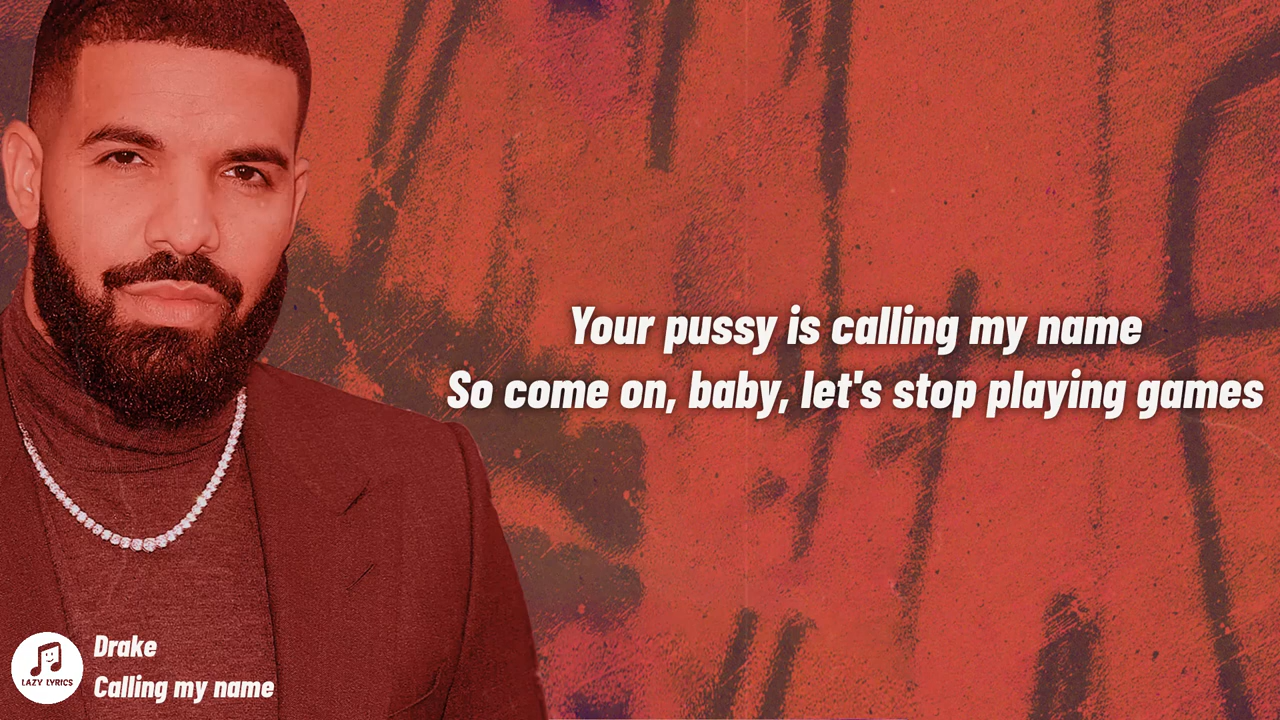 Your pussy is calling my name
So come on, baby, let's stop playing games
Drake
Calling my name
LAZY LYRICS